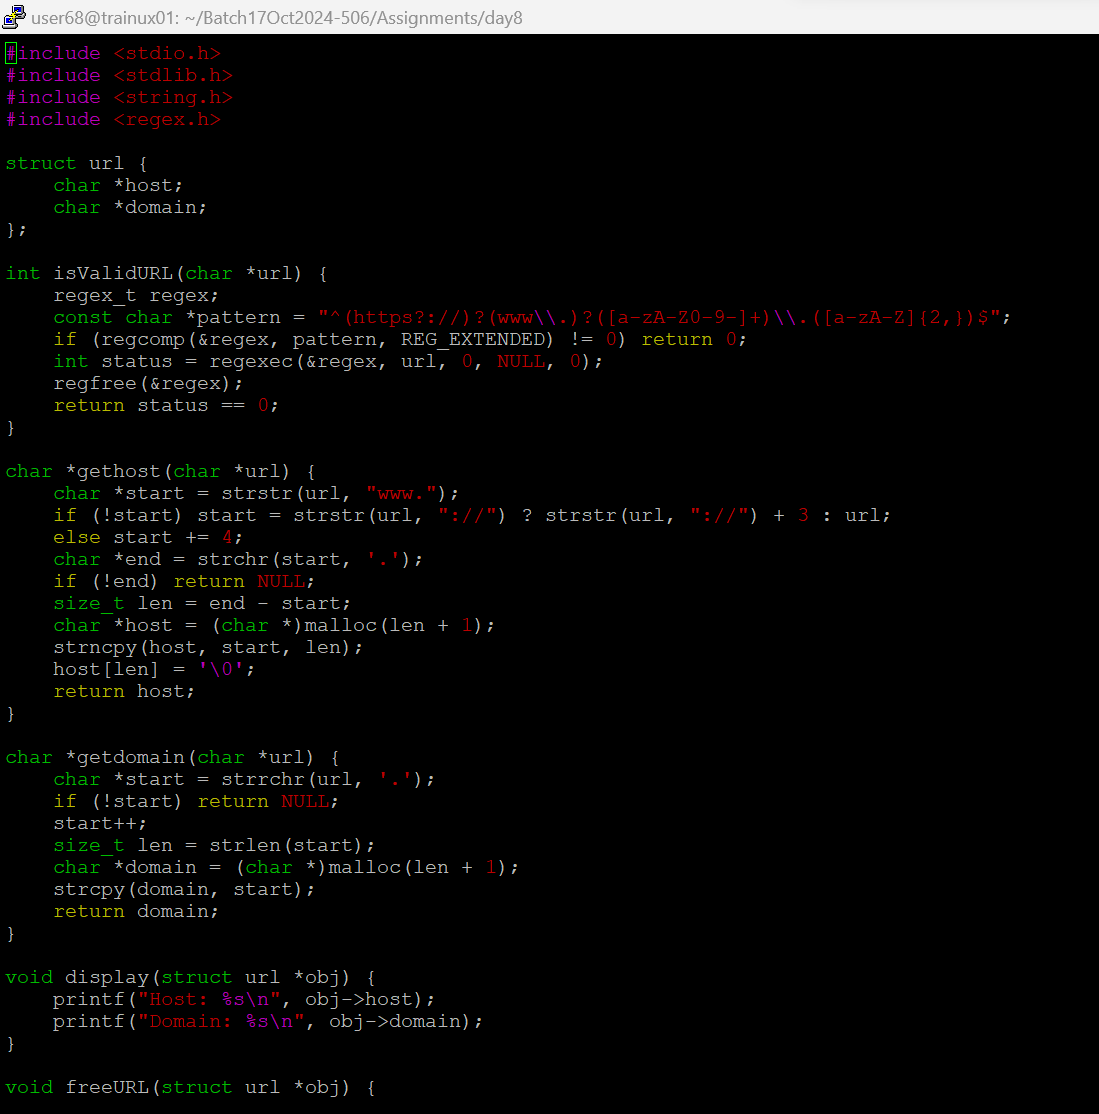 user68@trainux01: ~/Batch17Oct2024-506/Assignments/day8
#include <stdio.h>
#include <stdlib.h>
#include <string.h>
#include <regex.h>

struct url {
    char *host;
    char *domain;
};

int isValidURL(char *url) {
    regex_t regex;
    const char *pattern = "^(https?://)?(www\\.)?([a-zA-Z0-9-]+)\\.([a-zA-Z]{2,})$";
    if (regcomp(&regex, pattern, REG_EXTENDED) != 0) return 0;
    int status = regexec(&regex, url, 0, NULL, 0);
    regfree(&regex);
    return status == 0;
}

char *gethost(char *url) {
    char *start = strstr(url, "www.");
    if (!start) start = strstr(url, "://") ? strstr(url, "://") + 3 : url;
    else start += 4;
    char *end = strchr(start, '.');
    if (!end) return NULL;
    size_t len = end - start;
    char *host = (char *)malloc(len + 1);
    strncpy(host, start, len);
    host[len] = '\0';
    return host;
}

char *getdomain(char *url) {
    char *start = strrchr(url, '.');
    if (!start) return NULL;
    start++;
    size_t len = strlen(start);
    char *domain = (char *)malloc(len + 1);
    strcpy(domain, start);
    return domain;
}

void display(struct url *obj) {
    printf("Host: %s\n", obj->host);
    printf("Domain: %s\n", obj->domain);
}

void freeURL(struct url *obj) {